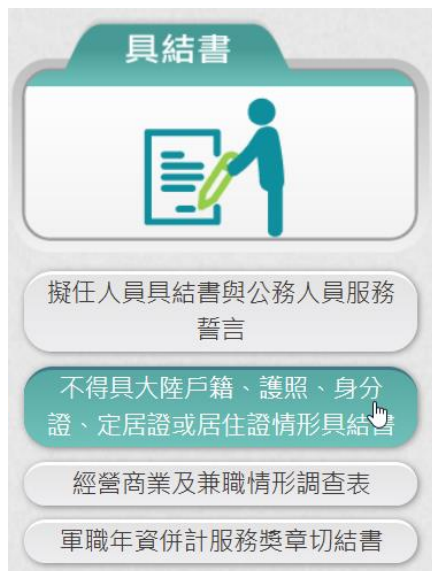 具結書
擬任人員具結書與公務人員服務
誓言
不得具大陸戶籍、護照、身分
證、定居證或居住證情形具結書
經營商業及兼職情形調查表
軍職年資併計服務獎章切結書